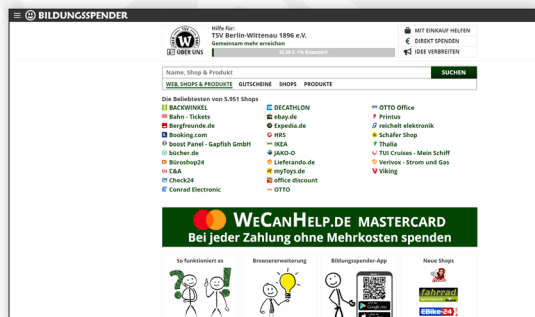 BILDUNGSSPENDER
ÜBER UNS
Hilfe für:
TSV Berlin-Wittenau 1896 e.V.
Gemeinsam mehr erreichen
MIT EINKAUF HELFEN
DIREKT SPENDEN
IDEE VERBREITEN
Name, Shop & Produkt
SUCHEN
WEB, SHOPS & PRODUKTE GUTSCHEINE SHOPS PRODUKTE
Die Beliebtesten von 5.951 Shops
BACKWINKEL
Bahn - Tickets
Bergfreunde.de
Booking.com
boost Panel - Gapfish GmbH
bücher.de
Büroshop24
C&A
Check24
Conrad Electronic
DECATHLON
ebay.de
Expedia.de
HRS
IKEA
JAKO-O
Lieferando.de
myToys.de
office discount
OTTO
OTTO Office
Printus
reichelt elektronik
Schäfer Shop
Thalia
TUI Cruises - Mein Schiff
Verivox - Strom und Gas
Viking
WECANHELP.DE MASTERCARD
Bei jeder Zahlung ohne Mehrkosten spenden
So funktioniert es
Browsererweiterung
Bildungsspender-App
Neue Shops
Google Play
fahrrad
EBike-24